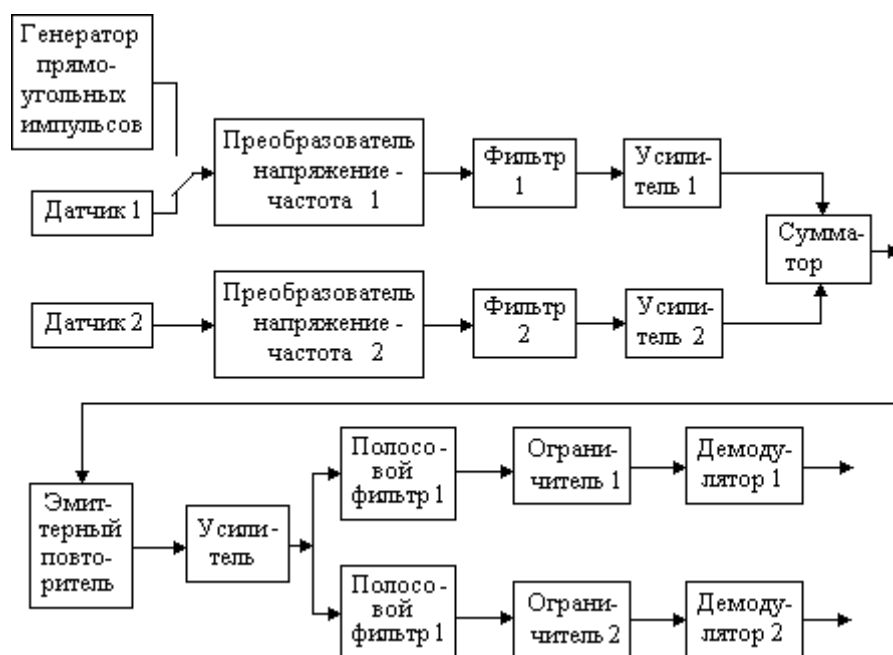 Генератор
прямо-
угольных
импульсов
Датчик 1
Преобразователь
напряжение -
частота 1
Фильтр
1
Усили-
тель 1
Сумма-
тор
Датчик 2
Преобразователь
напряжение -
частота 2
Фильтр
2
Усили-
тель 2
Эмит-
терный
повто-
ритель
Усили-
тель
Полосо-
вой
фильтр 1
Ограни-
читель 1
Демоду-
лятор 1
Полосо-
вой
фильтр 1
Ограни-
читель 2
Демоду-
лятор 2